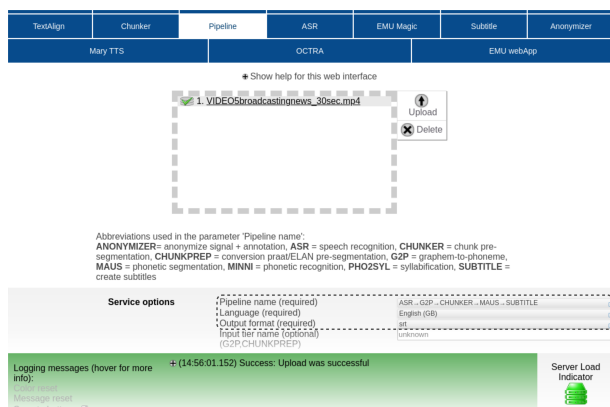 TextAlign Chunker Pipeline ASR EMU Magic Subtitle Anonymizer
Mary TTS OCTRA EMU webApp
Show help for this web interface
1. VIDEO5broadcastingnews_30sec.mp4
Upload
Delete
Abbreviations used in the parameter 'Pipeline name':
ANONYMIZER= anonymize signal + annotation, ASR = speech recognition, CHUNKER = chunk pre-
segmentation, CHUNKPREP = conversion praat/ELAN pre-segmentation, G2P = graphem-to-phoneme,
MAUS = phonetic segmentation, MINNI = phonetic recognition, PHO2SYL = syllabification, SUBTITLE =
create subtitles
Service options
Pipeline name (required) ASR→G2P→CHUNKER→MAUS→SUBTITLE
Language (required) English (GB)
Output format (required) srt
Input tier name (optional) unknown
(G2P,CHUNKPREP)
Logging messages (hover for more
info):
Color reset
Message reset
(14:56:01.152) Success: Upload was successful
Server Load
Indicator